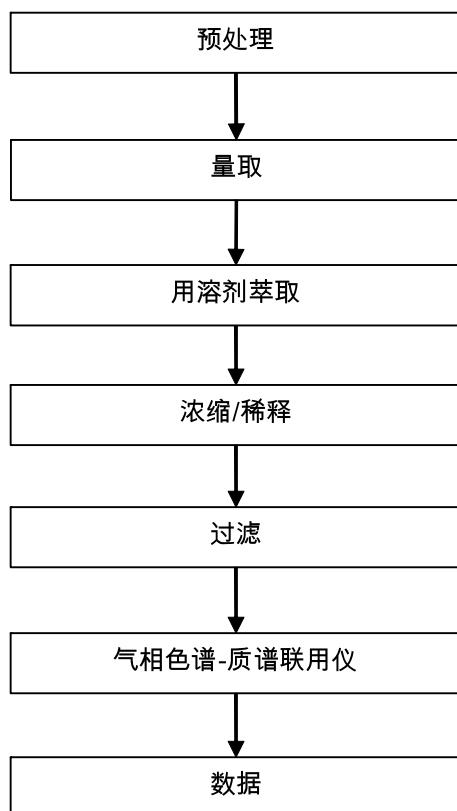 预处理
量取
用溶剂萃取
浓缩/稀释
过滤
气相色谱-质谱联用仪
数据